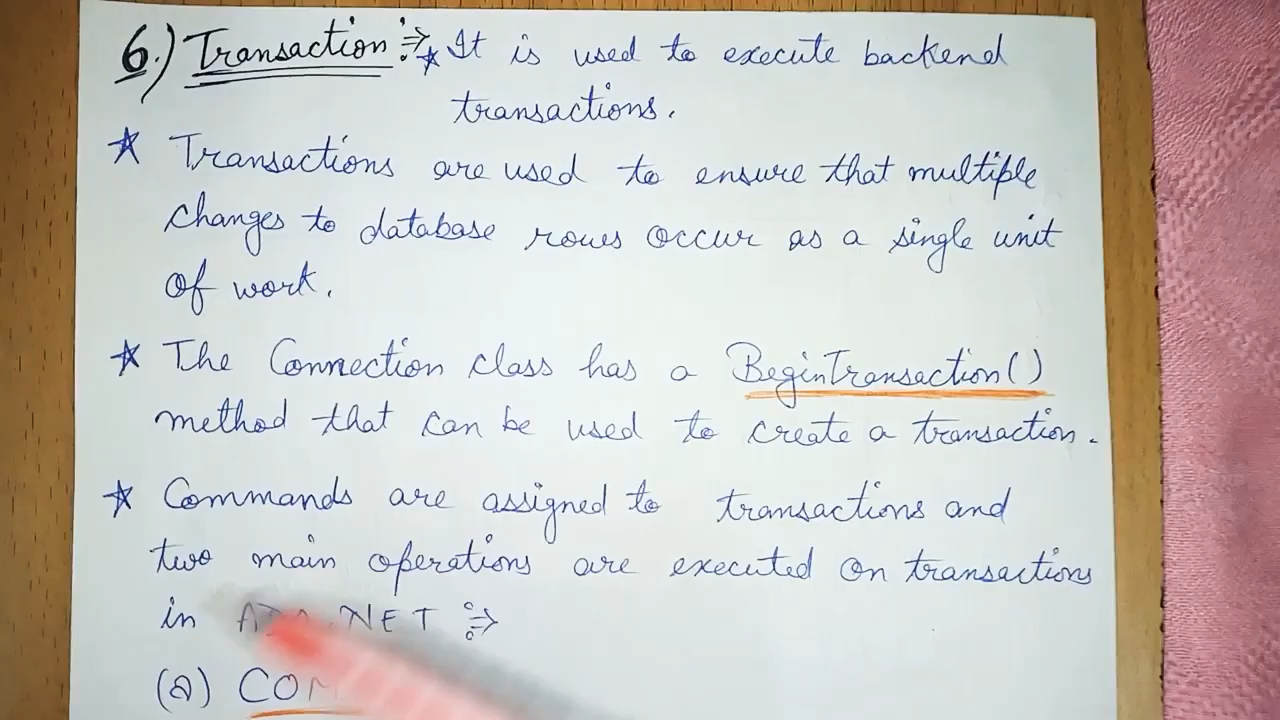 6.) Transaction :⇒ ★ It is used to execute backend
transactions.
★ Transactions are used to ensure that multiple
changes to database rows occur as a single unit
of work.
★ The Connection class has a BeginTransaction()
method that can be used to create a transaction.
★ Commands are assigned to transactions and
two main operations are executed on transactions
in ADO.NET :⇒
(a)